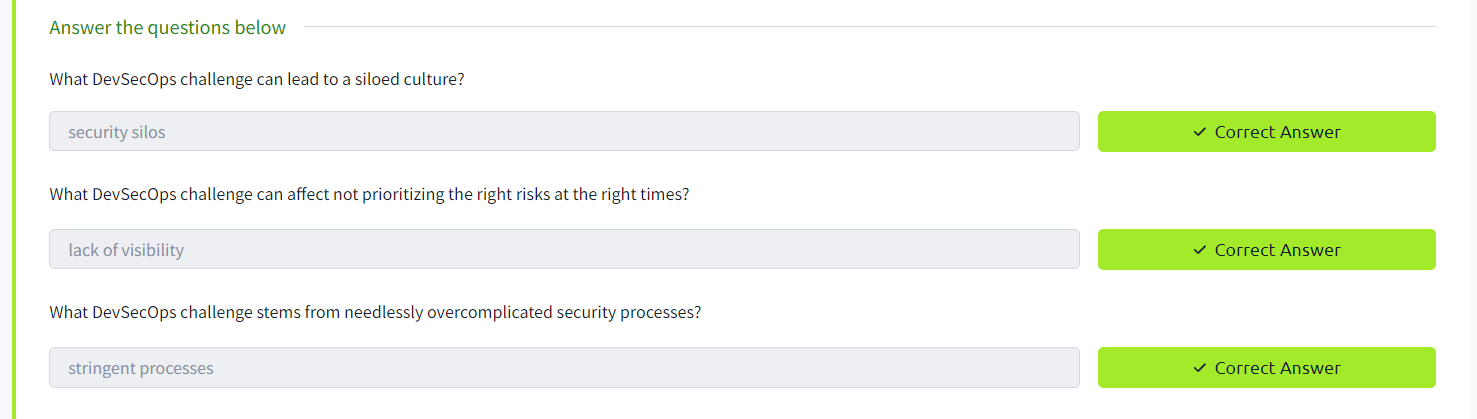 Answer the questions below
What DevSecOps challenge can lead to a siloed culture?
security silos
Correct Answer
What DevSecOps challenge can affect not prioritizing the right risks at the right times?
lack of visibility
Correct Answer
What DevSecOps challenge stems from needlessly overcomplicated security processes?
stringent processes
Correct Answer